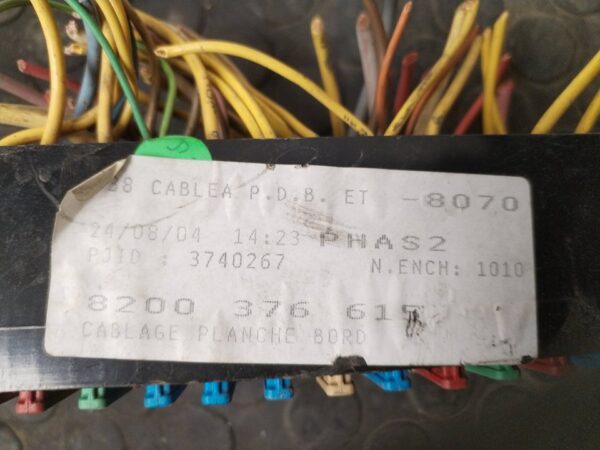 CABLEA P.D.B. ET -8070
24/08/04 14:23 PHAS2
PJID : 3740267 N.ENCH: 1010
8200 376 615
CABLAGE PLANCHE BORD